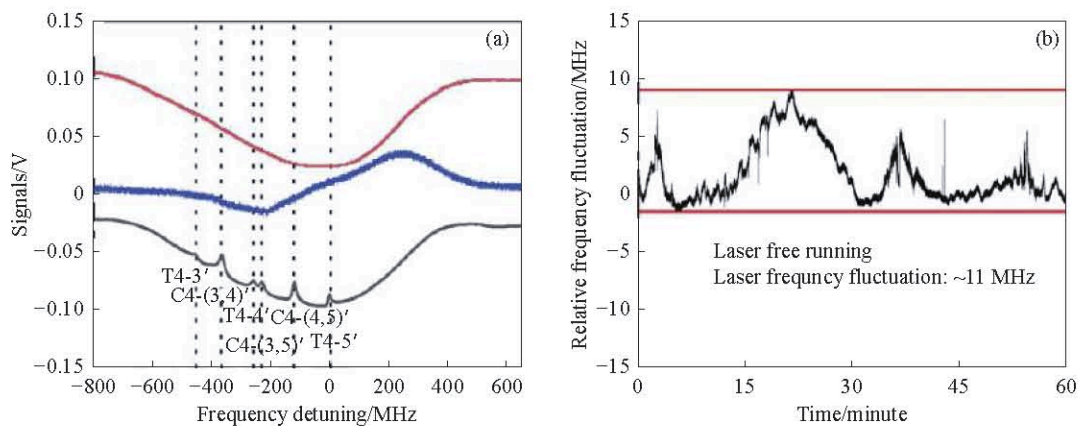 (a)
0.15
0.10
0.05
0
−0.05
−0.10
−0.15
Signals/V
T4-3′
C4-(3,4)′
T4-4′
C4-(4,5)′
C4-(3,5)′
T4-5′
−800 −600 −400 −200 0 200 400 600
Frequency detuning/MHz
(b)
15
10
5
0
−5
−10
−15
Relative frequency fluctuation/MHz
Laser free running
Laser frequncy fluctuation: ~11 MHz
0 15 30 45 60
Time/minute